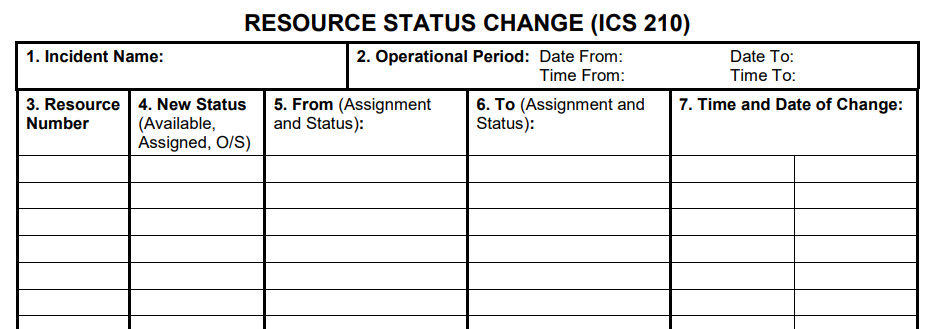 RESOURCE STATUS CHANGE (ICS 210)
1. Incident Name:
2. Operational Period: Date From: Date To:
Time From: Time To:
3. Resource Number
4. New Status (Available, Assigned, O/S)
5. From (Assignment and Status):
6. To (Assignment and Status):
7. Time and Date of Change: